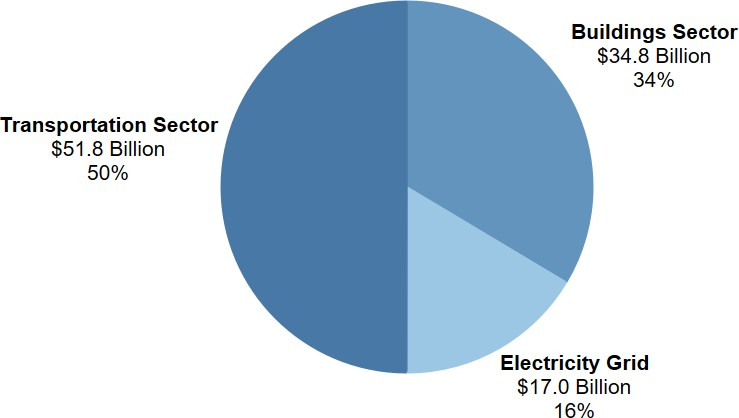 Buildings Sector
$34.8 Billion
34%
Transportation Sector
$51.8 Billion
50%
Electricity Grid
$17.0 Billion
16%